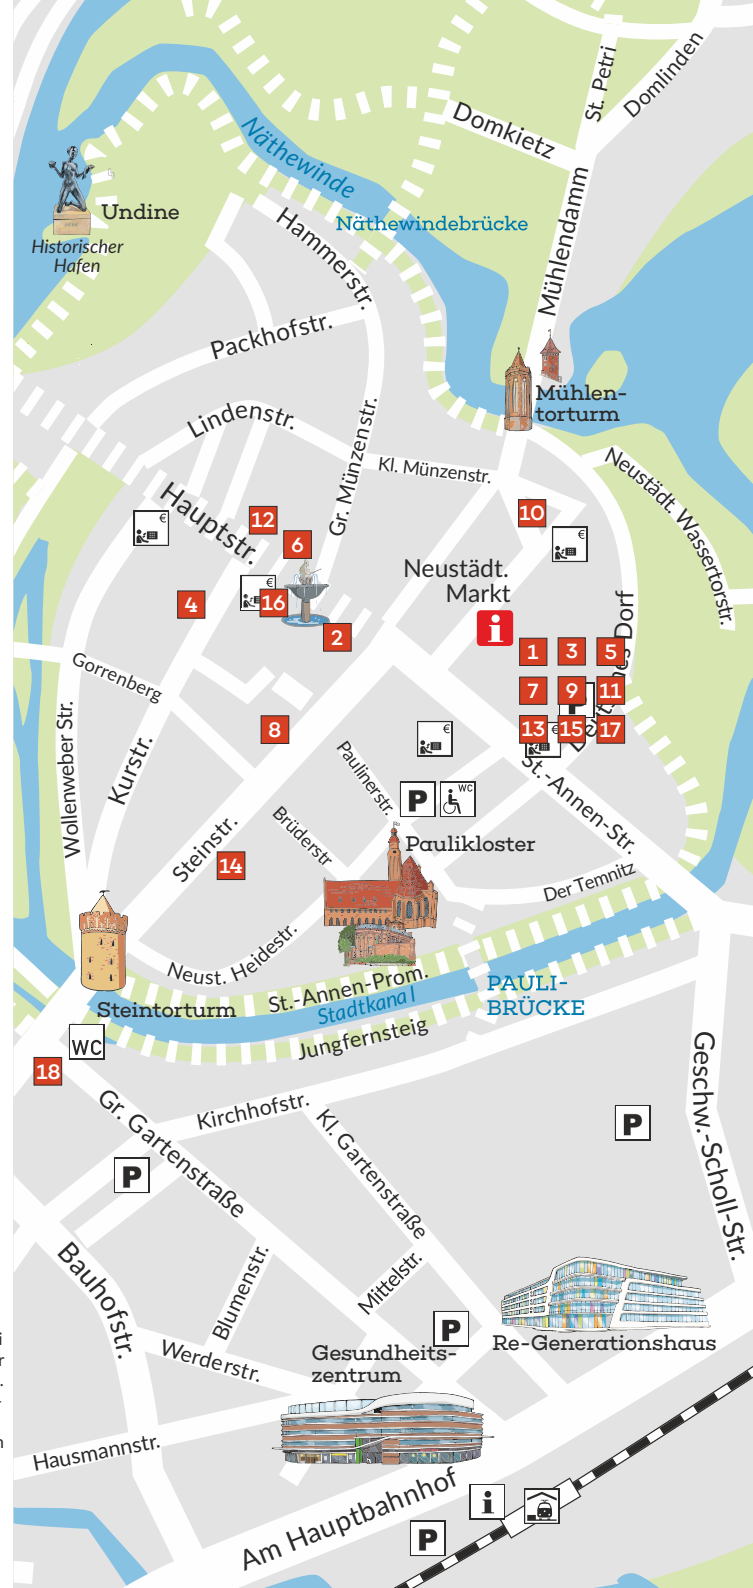 St. Petri
Domlinden
Domkietz
Näthewinde
Undine
Historischer
Hafen
Näthewindebrücke
Hammerstr.
Mühlendamm
Packhofstr.
Mühlen-
torturm
Lindenstr.
Gr. Münzenstr.
Kl. Münzenstr.
Neustädt. Wassertorstr.
Hauptstr.
€
12
10
6
€
Neustädt.
Markt
€
4
16
i
2
1
3
5
Gorrenberg
7
9
11
P
8
13
€
15
17
€
Wollenweber Str.
Kurstr.
Paulinerstr.
St.-Annen-Str.
P
WC
Steinstr.
Brüderstr
Paulikloster
14
Der Temnitz
Neust. Heidestr.
St.-Annen-Prom.
Stadtkanal
PAULI-
BRÜCKE
Steintorturm
Jungfernsteig
WC
18
Geschw.-Scholl-Str.
Gr. Gartenstraße
Kirchhofstr.
Kl. Gartenstraße
P
P
Bauhofstr.
Blumenstr.
Mittelstr.
P
Werderstr.
Gesundheits-
zentrum
Re-Generationshaus
Hausmannstr.
Am Hauptbahnhof
i
P